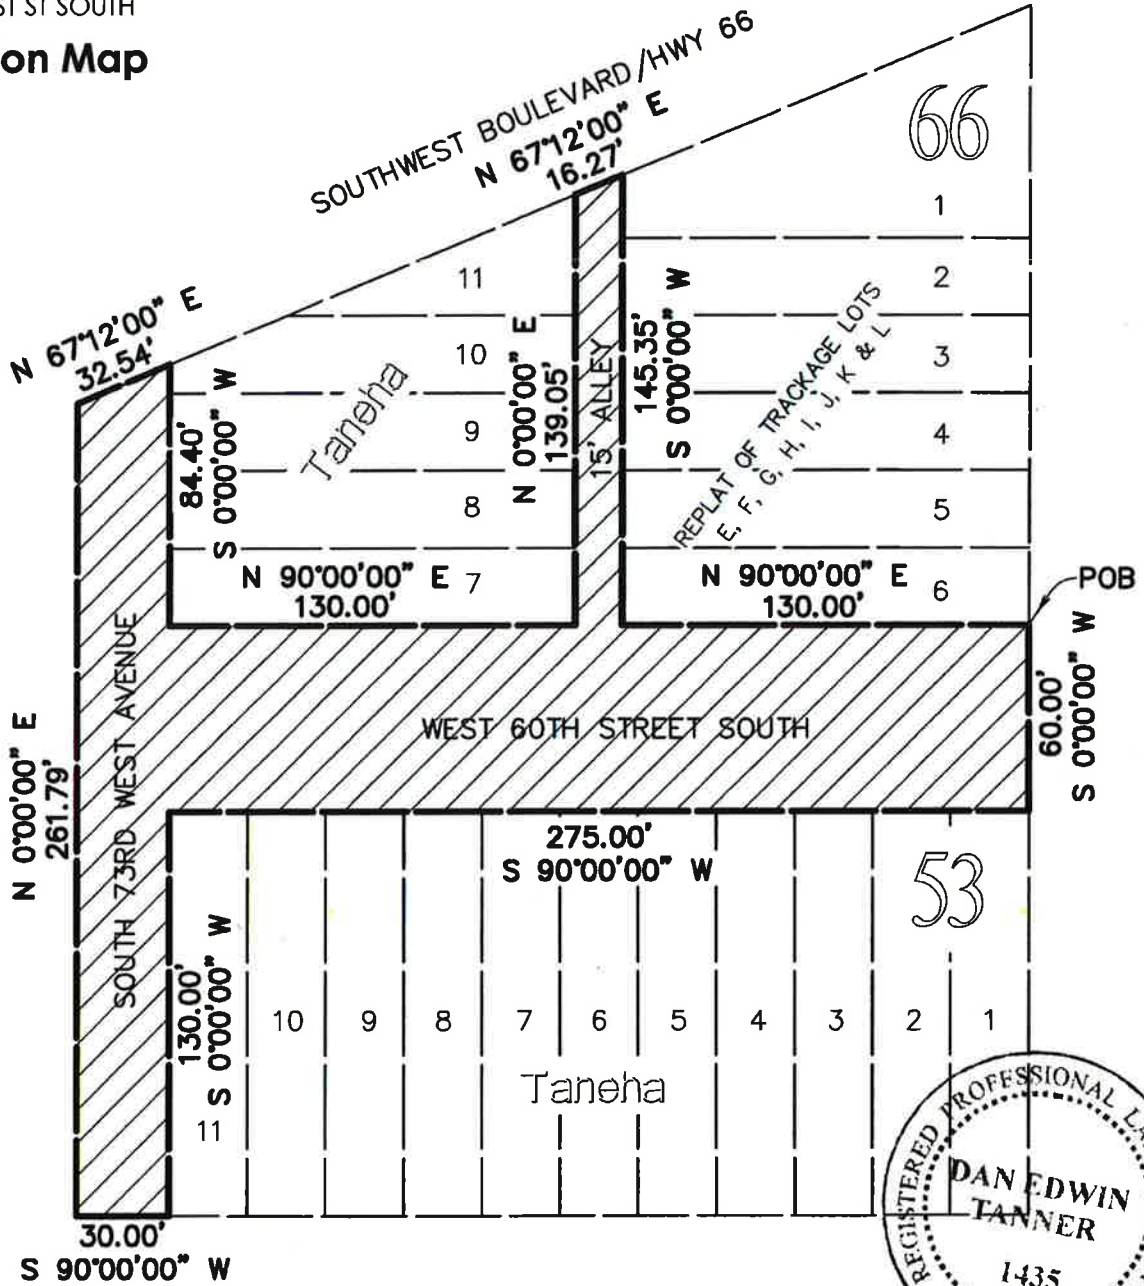 ST SOUTH
on Map
SOUTHWEST BOULEVARD/HWY 66
N 67°12'00" E
16.27'
66
1
2
3
4
5
6
REPLAT OF TRACKAGE LOTS
E, F, G, H, I, J, K & L
N 67°12'00" E
32.54'
11
10
9
8
7
Taneha
84.40'
S 0°00'00" W
N 0°00'00" E
139.05'
15' ALLEY
145.35'
S 0°00'00" W
N 90°00'00" E
130.00'
N 90°00'00" E
130.00'
POB
60.00'
S 0°00'00" W
WEST 60TH STREET SOUTH
SOUTH 73RD WEST AVENUE
N 0°00'00" E
261.79'
275.00'
S 90°00'00" W
53
130.00'
S 0°00'00" W
11
10
9
8
7
6
5
4
3
2
1
Taneha
30.00'
S 90°00'00" W
REGISTERED PROFESSIONAL LA
DAN EDWIN
TANNER
1435